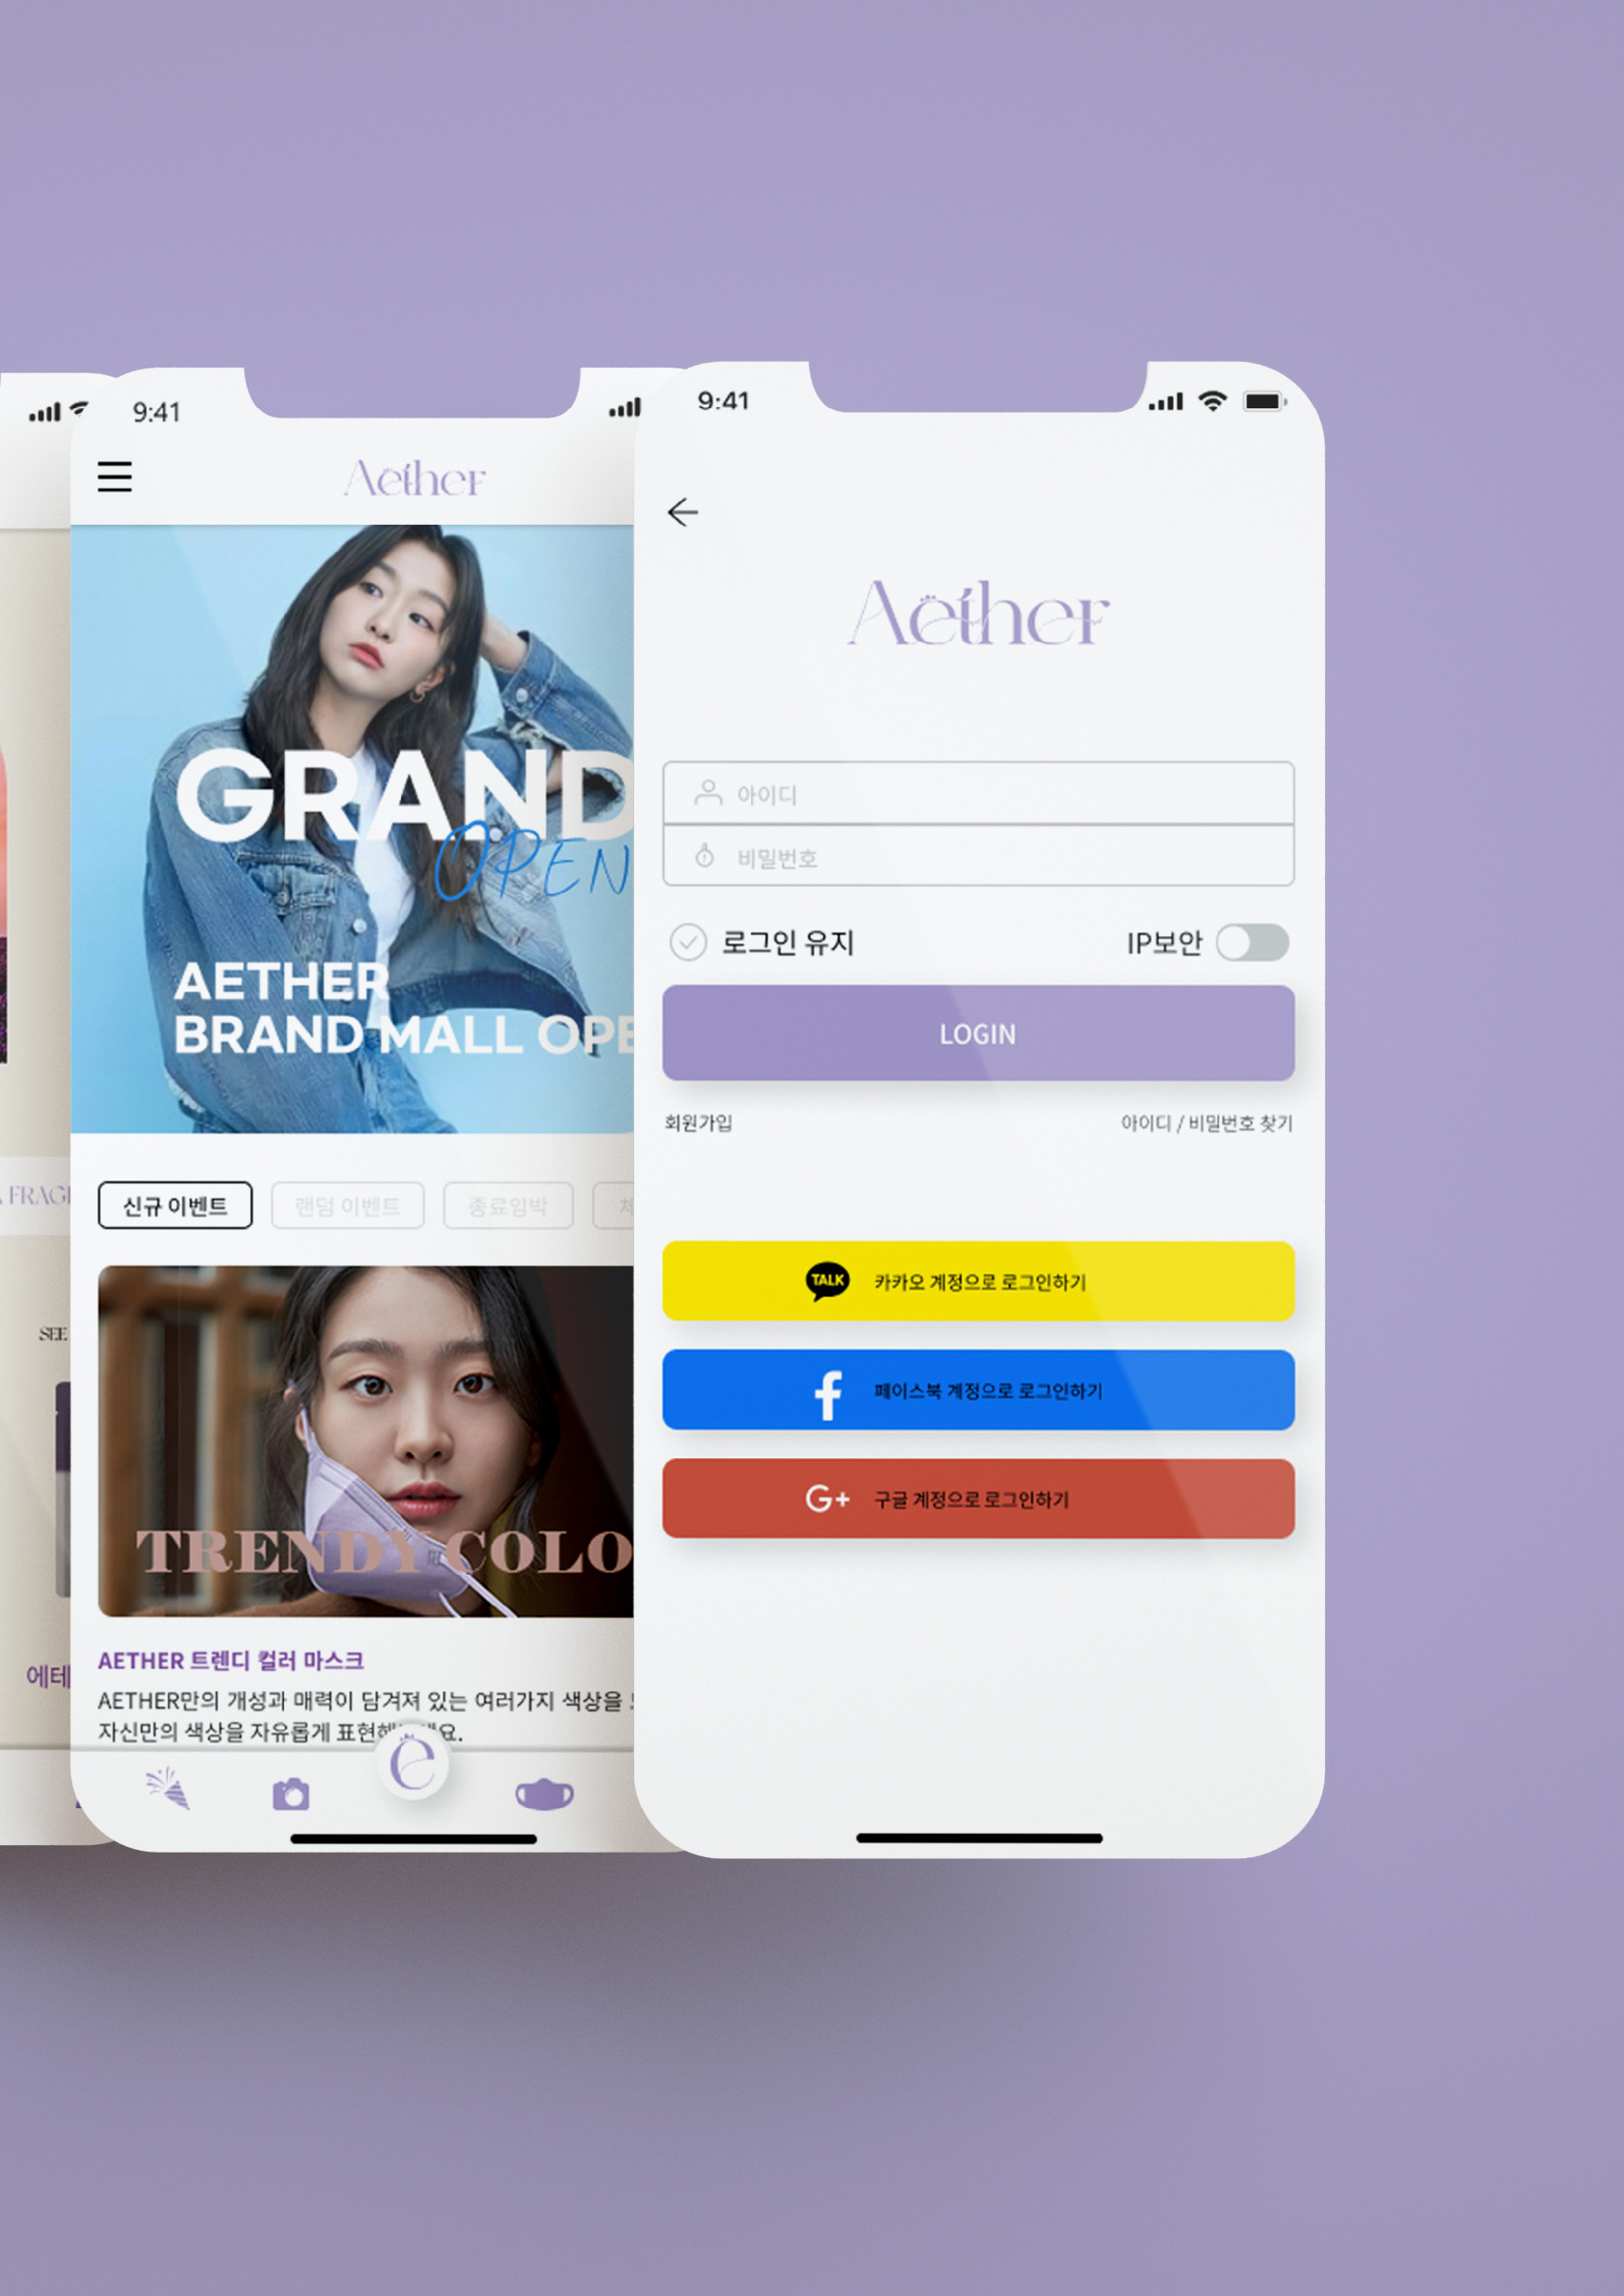 FRAG
SEE
에테
9:41
Aether
GRAND
OPEN
AETHER
BRAND MALL OPE
신규 이벤트
랜덤 이벤트
종료임박
TRENDY COLO
AETHER 트렌디 컬러 마스크
AETHER만의 개성과 매력이 담겨져 있는 여러가지 색상을
자신만의 색상을 자유롭게 표현해 요.
e
9:41
Aether
아이디
비밀번호
로그인 유지
IP보안
LOGIN
회원가입
아이디 / 비밀번호 찾기
TALK
카카오 계정으로 로그인하기
f
페이스북 계정으로 로그인하기
G+
구글 계정으로 로그인하기